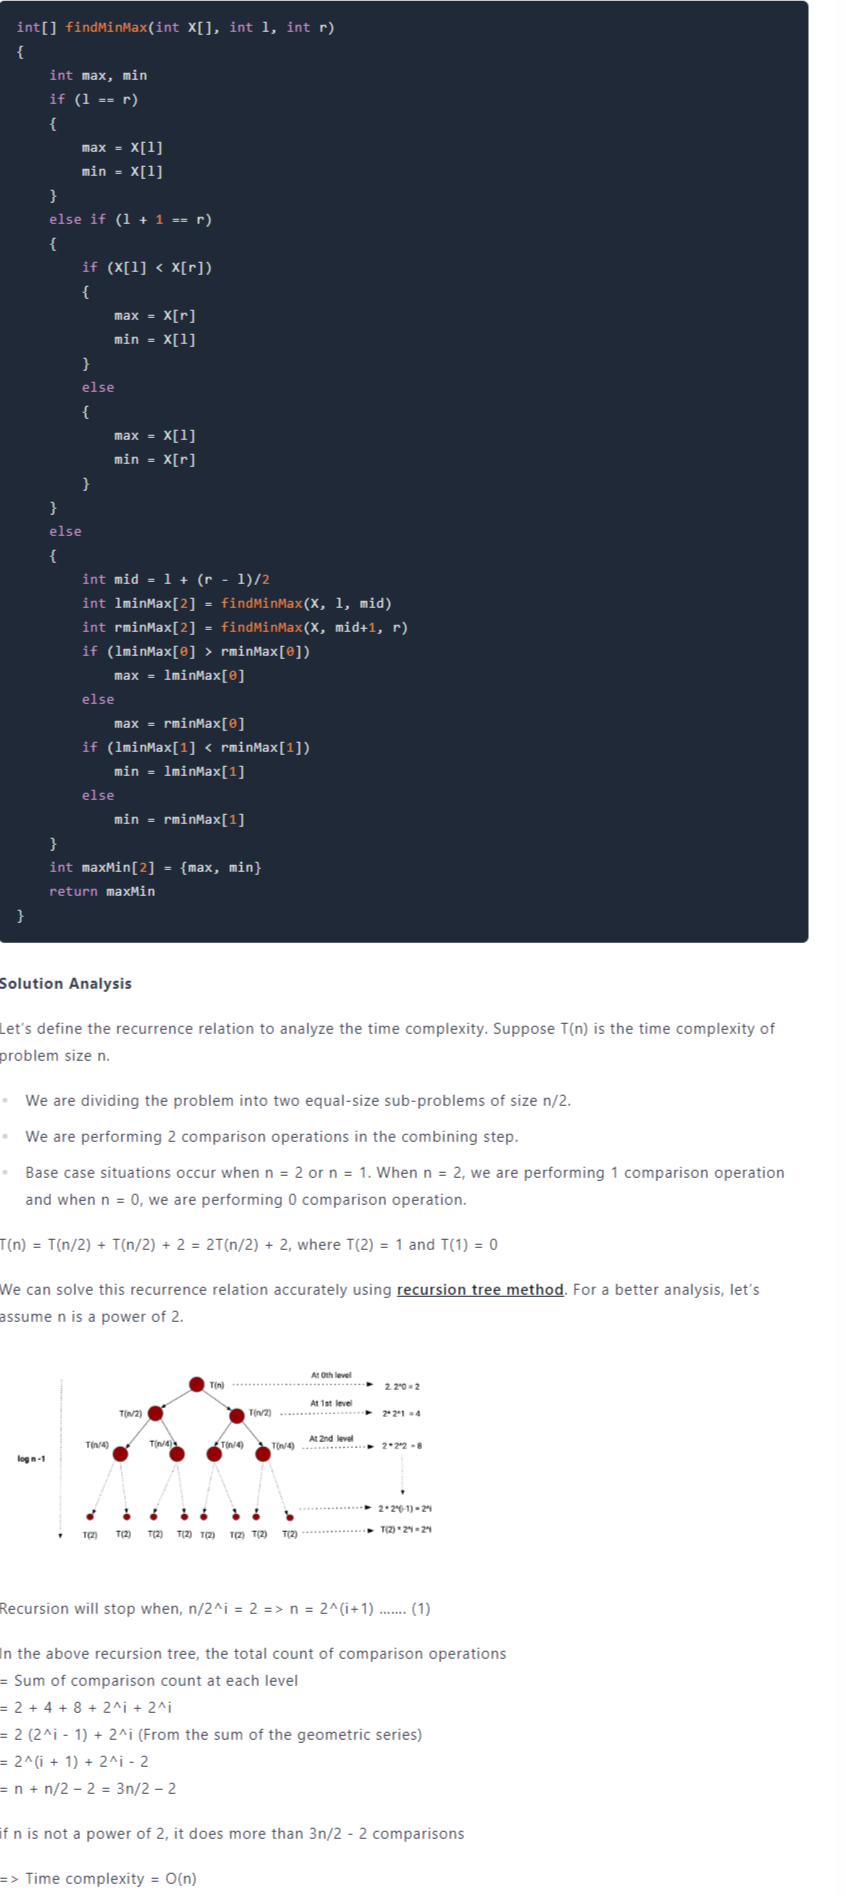 int[] findMinMax(int X[], int l, int r)
{
    int max, min
    if (l == r)
    {
        max = X[l]
        min = X[l]
    }
    else if (l + 1 == r)
    {
        if (X[l] < X[r])
        {
            max = X[r]
            min = X[l]
        }
        else
        {
            max = X[l]
            min = X[r]
        }
    }
    else
    {
        int mid = l + (r - l)/2
        int lminMax[2] = findMinMax(X, l, mid)
        int rminMax[2] = findMinMax(X, mid+1, r)
        if (lminMax[0] > rminMax[0])
            max = lminMax[0]
        else
            max = rminMax[0]
        if (lminMax[1] < rminMax[1])
            min = lminMax[1]
        else
            min = rminMax[1]
    }
    int maxMin[2] = {max, min}
    return maxMin
}
Solution Analysis
Let's define the recurrence relation to analyze the time complexity. Suppose T(n) is the time complexity of
problem size n.
We are dividing the problem into two equal-size sub-problems of size n/2.
We are performing 2 comparison operations in the combining step.
Base case situations occur when n = 2 or n = 1. When n = 2, we are performing 1 comparison operation
and when n = 0, we are performing 0 comparison operation.
T(n) = T(n/2) + T(n/2) + 2 = 2T(n/2) + 2, where T(2) = 1 and T(1) = 0
We can solve this recurrence relation accurately using recursion tree method. For a better analysis, let's
assume n is a power of 2.
T(n) At 0th level 2. 2^0 = 2
T(n/2) T(n/2) At 1st level 2* 2^1 = 4
T(n/4) T(n/4) T(n/4) T(n/4) At 2nd level 2 * 2^2 = 8
log n -1
2 * 2^(i-1) = 2^i
T(2) T(2) T(2) T(2) T(2) T(2) T(2) T(2) T(2) * 2^i = 2^i
Recursion will stop when, n/2^i = 2 => n = 2^(i+1) ....... (1)
In the above recursion tree, the total count of comparison operations
= Sum of comparison count at each level
= 2 + 4 + 8 + 2^i + 2^i
= 2 (2^i - 1) + 2^i (From the sum of the geometric series)
= 2^(i + 1) + 2^i - 2
= n + n/2 – 2 = 3n/2 – 2
if n is not a power of 2, it does more than 3n/2 - 2 comparisons
=> Time complexity = O(n)